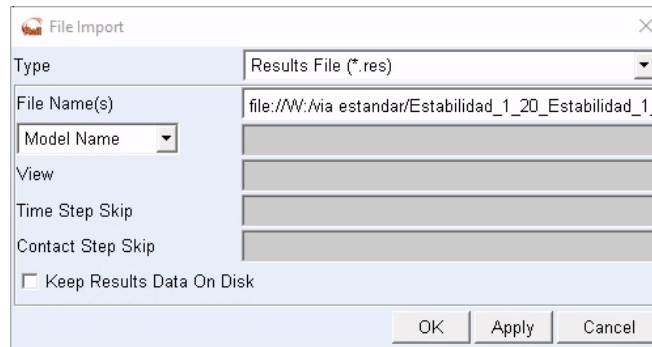 File Import
Type Results File (*.res)
File Name(s) file://W:/via estandar/Estabilidad_1_20_Estabilidad_1_
Model Name
View
Time Step Skip
Contact Step Skip
Keep Results Data On Disk
OK Apply Cancel